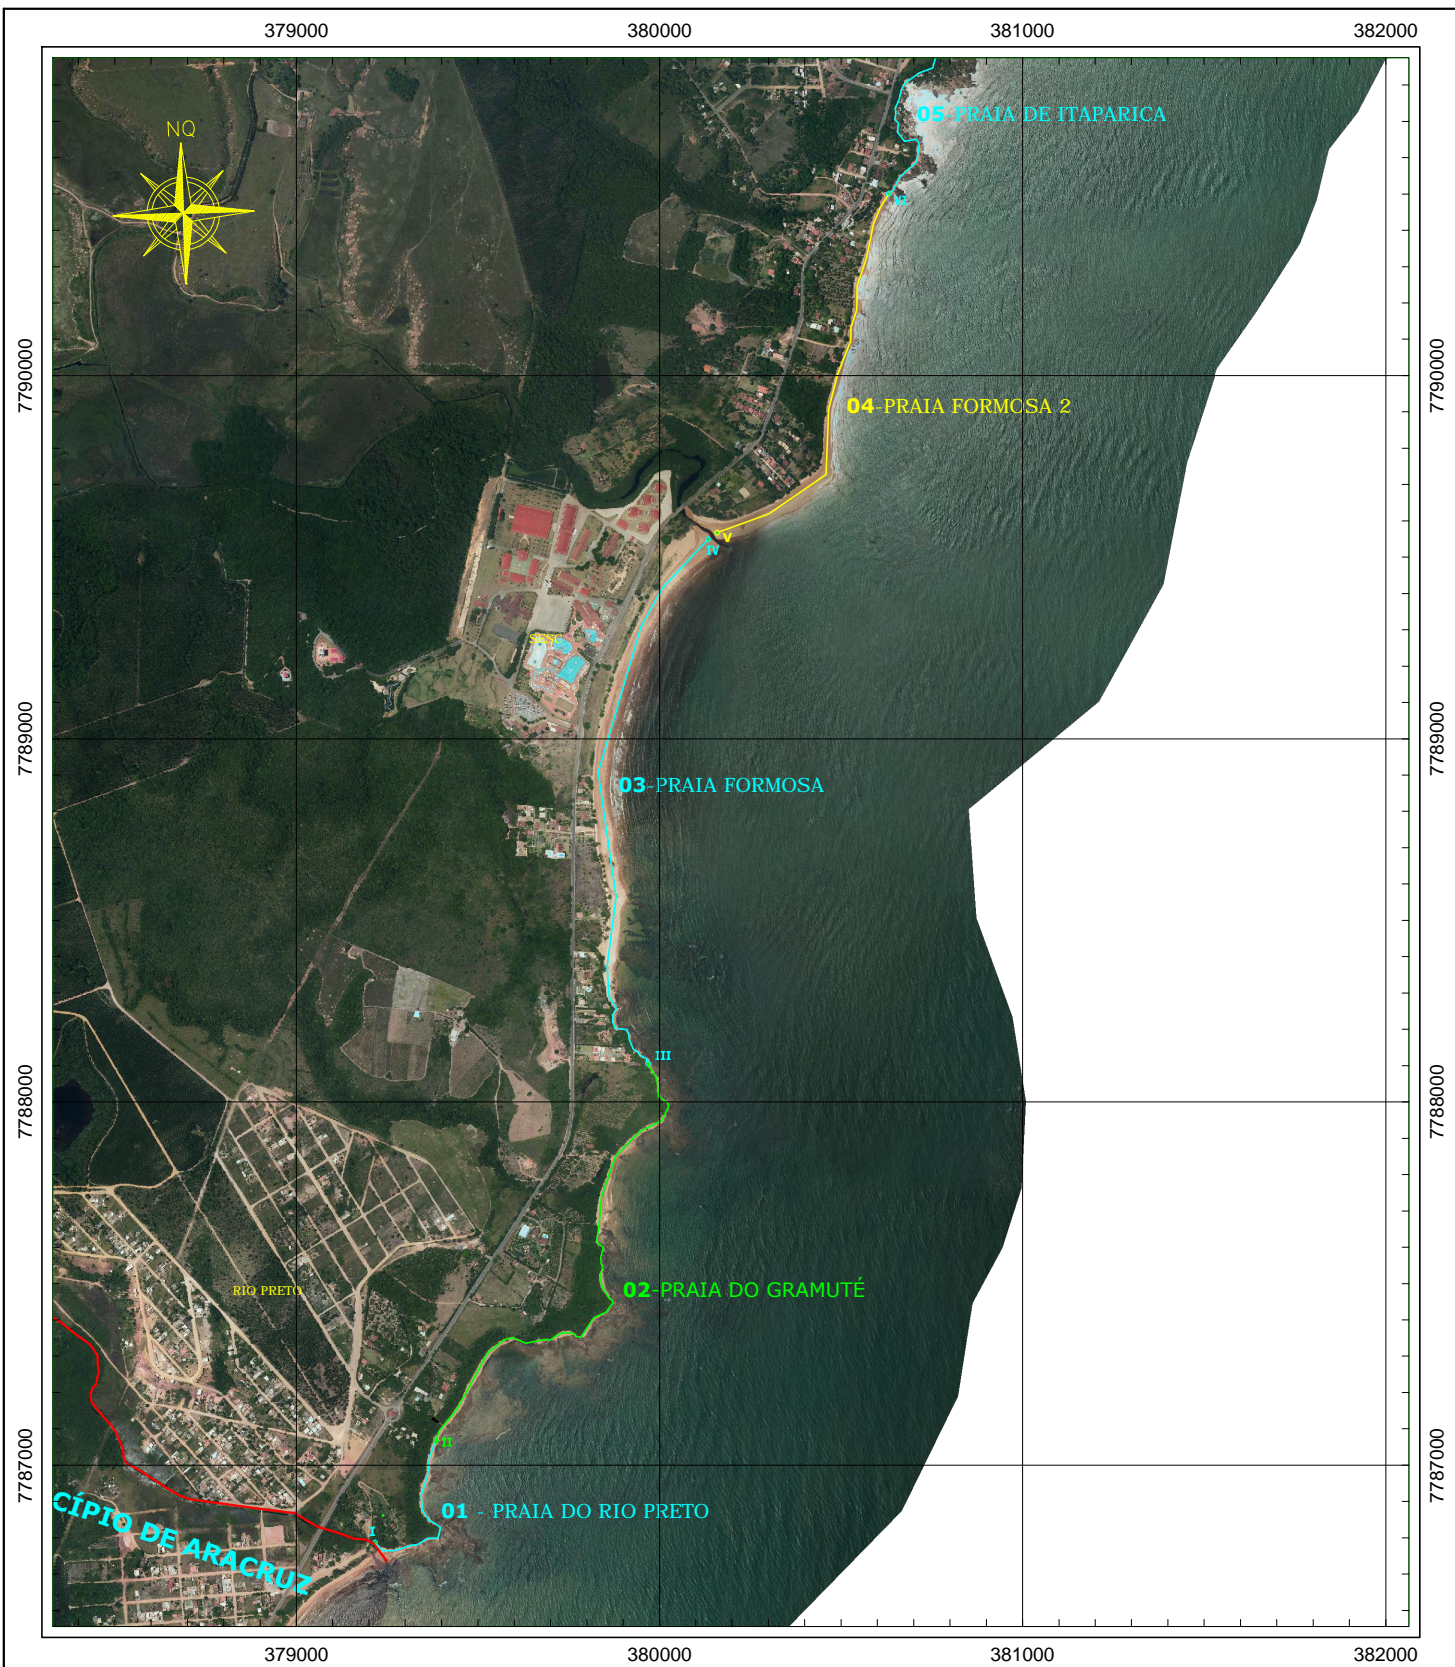 379000 380000 381000 382000
NQ
05-PRAIA DE ITAPARICA
VI
7790000 7790000
04-PRAIA FORMOSA 2
V
IV
SESC
7789000 7789000
03-PRAIA FORMOSA
III
7788000 7788000
RIO PRETO
02-PRAIA DO GRAMUTÉ
II
7787000 7787000
01 - PRAIA DO RIO PRETO
I
CÍPIO DE ARACRUZ
379000 380000 381000 382000